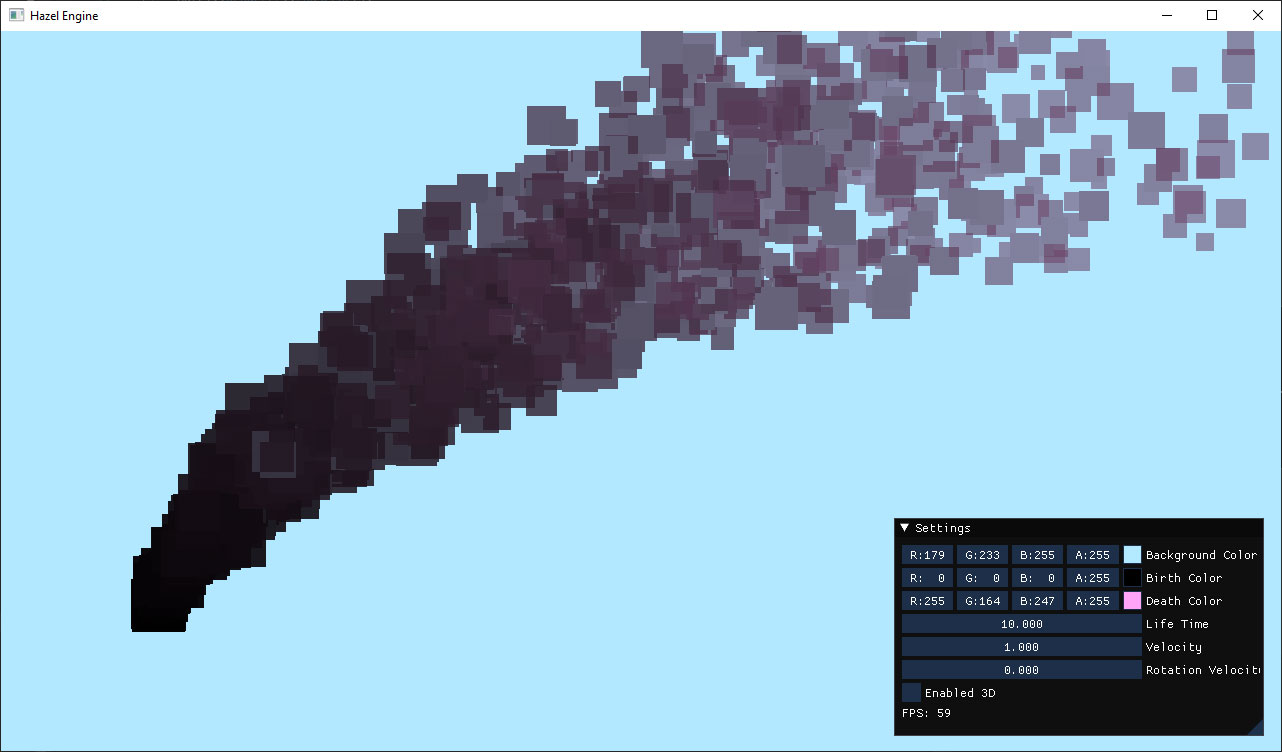 Hazel Engine
Settings
R:179 G:233 B:255 A:255 Background Color
R: 0 G: 0 B: 0 A:255 Birth Color
R:255 G:164 B:247 A:255 Death Color
10.000 Life Time
1.000 Velocity
0.000 Rotation Velocit
Enabled 3D
FPS: 59